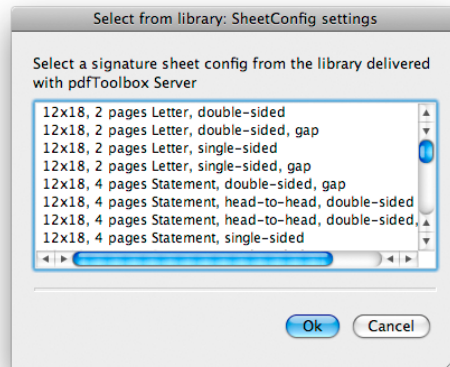 Select from library: SheetConfig settings
Select a signature sheet config from the library delivered
with pdfToolbox Server
12x18, 2 pages Letter, double-sided
12x18, 2 pages Letter, double-sided, gap
12x18, 2 pages Letter, single-sided
12x18, 2 pages Letter, single-sided, gap
12x18, 4 pages Statement, double-sided, gap
12x18, 4 pages Statement, head-to-head, double-sided
12x18, 4 pages Statement, head-to-head, double-sided,
12x18, 4 pages Statement, single-sided
Ok
Cancel